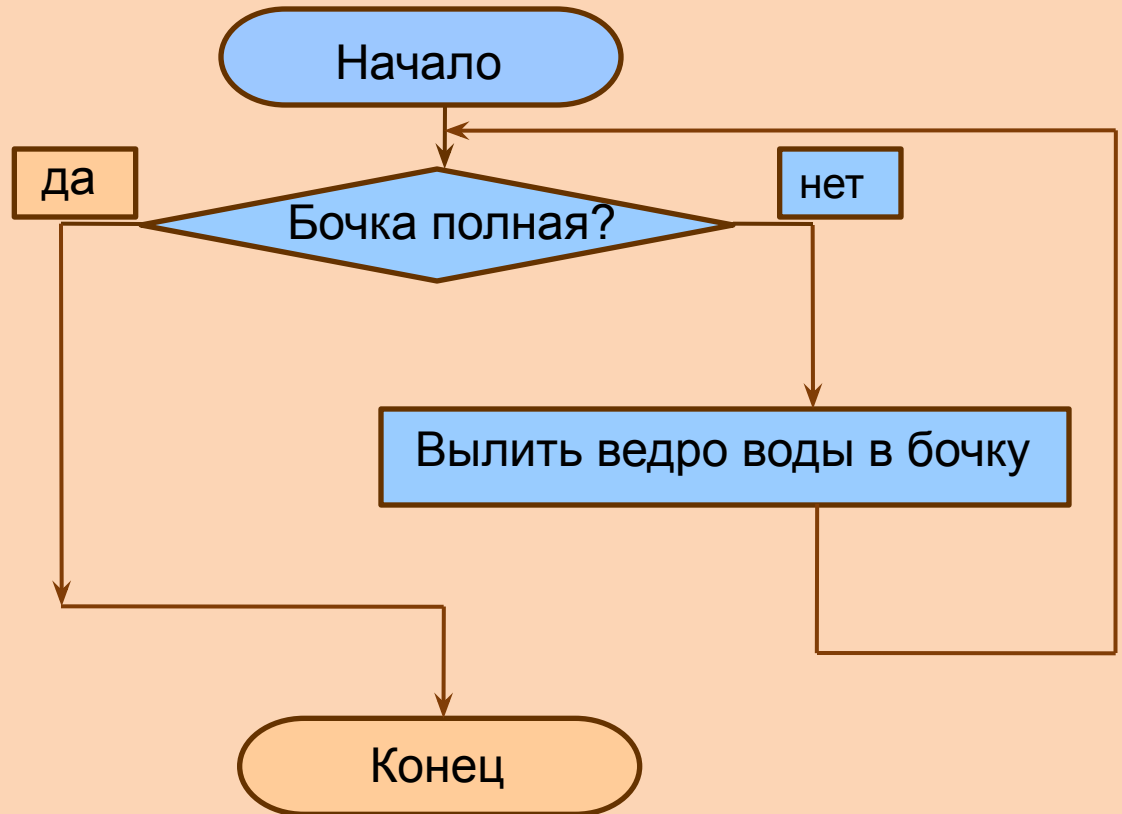 Начало
да
нет
Бочка полная?
Вылить ведро воды в бочку
Конец